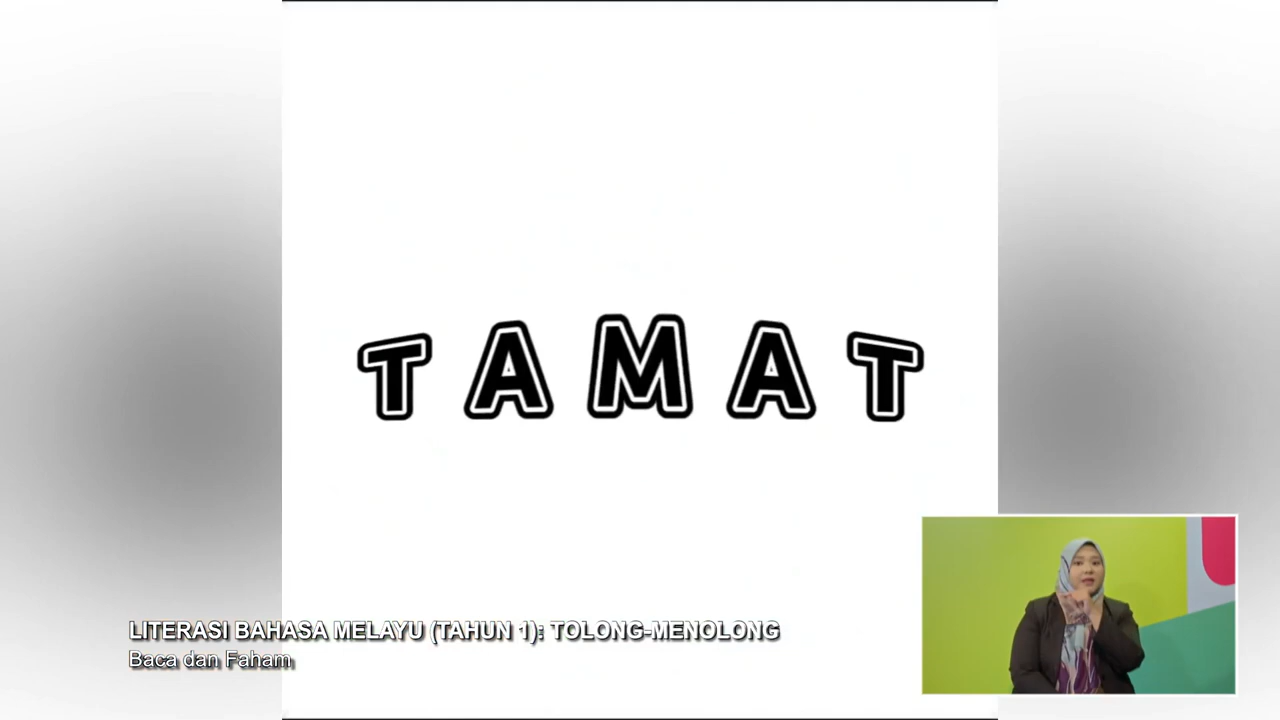 TAMAT
LITERASI BAHASA MELAYU (TAHUN 1): TOLONG-MENOLONG
Baca dan Faham